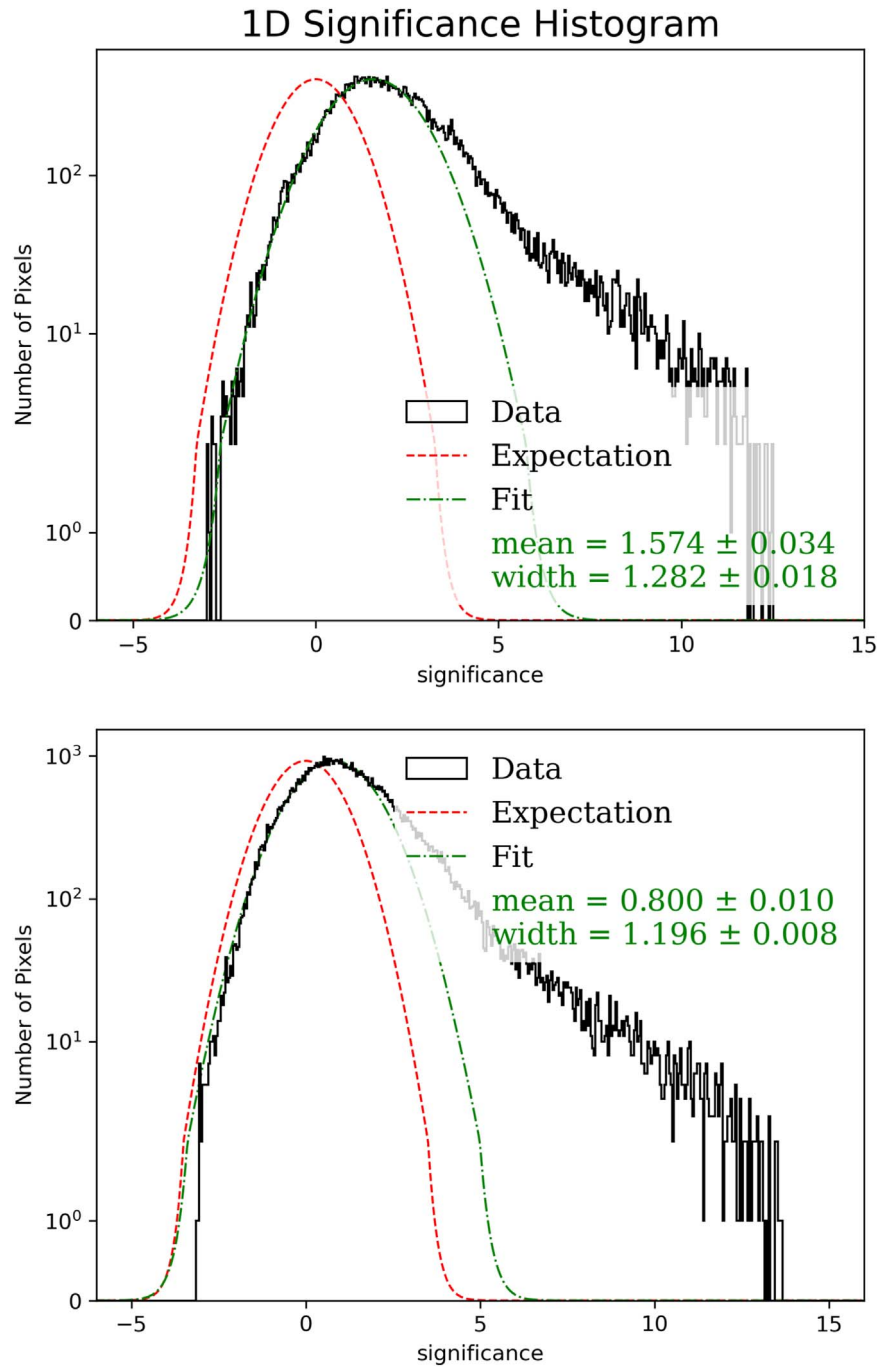 1D Significance Histogram
Number of Pixels
10²
10¹
10⁰
0
Data
Expectation
Fit
mean = 1.574 ± 0.034
width = 1.282 ± 0.018
−5 0 5 10 15
significance
Number of Pixels
10³
10²
10¹
10⁰
0
Data
Expectation
Fit
mean = 0.800 ± 0.010
width = 1.196 ± 0.008
−5 0 5 10 15
significance